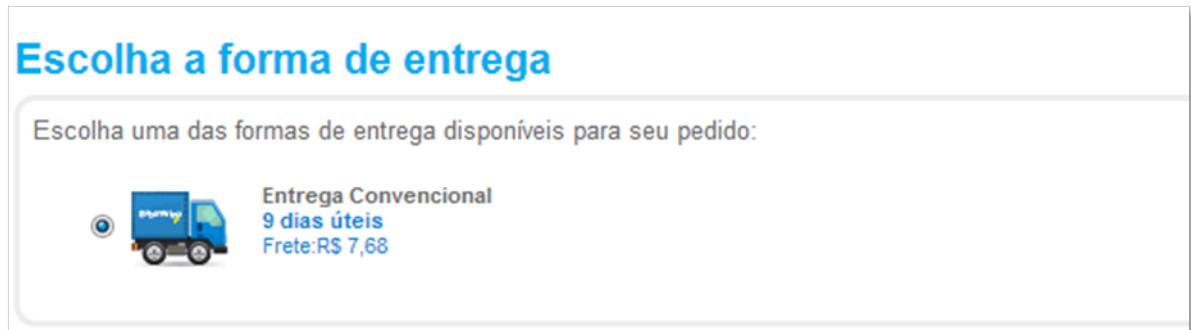 Escolha a forma de entrega
Escolha uma das formas de entrega disponíveis para seu pedido:
Entrega Convencional
9 dias úteis
Frete:R$ 7,68